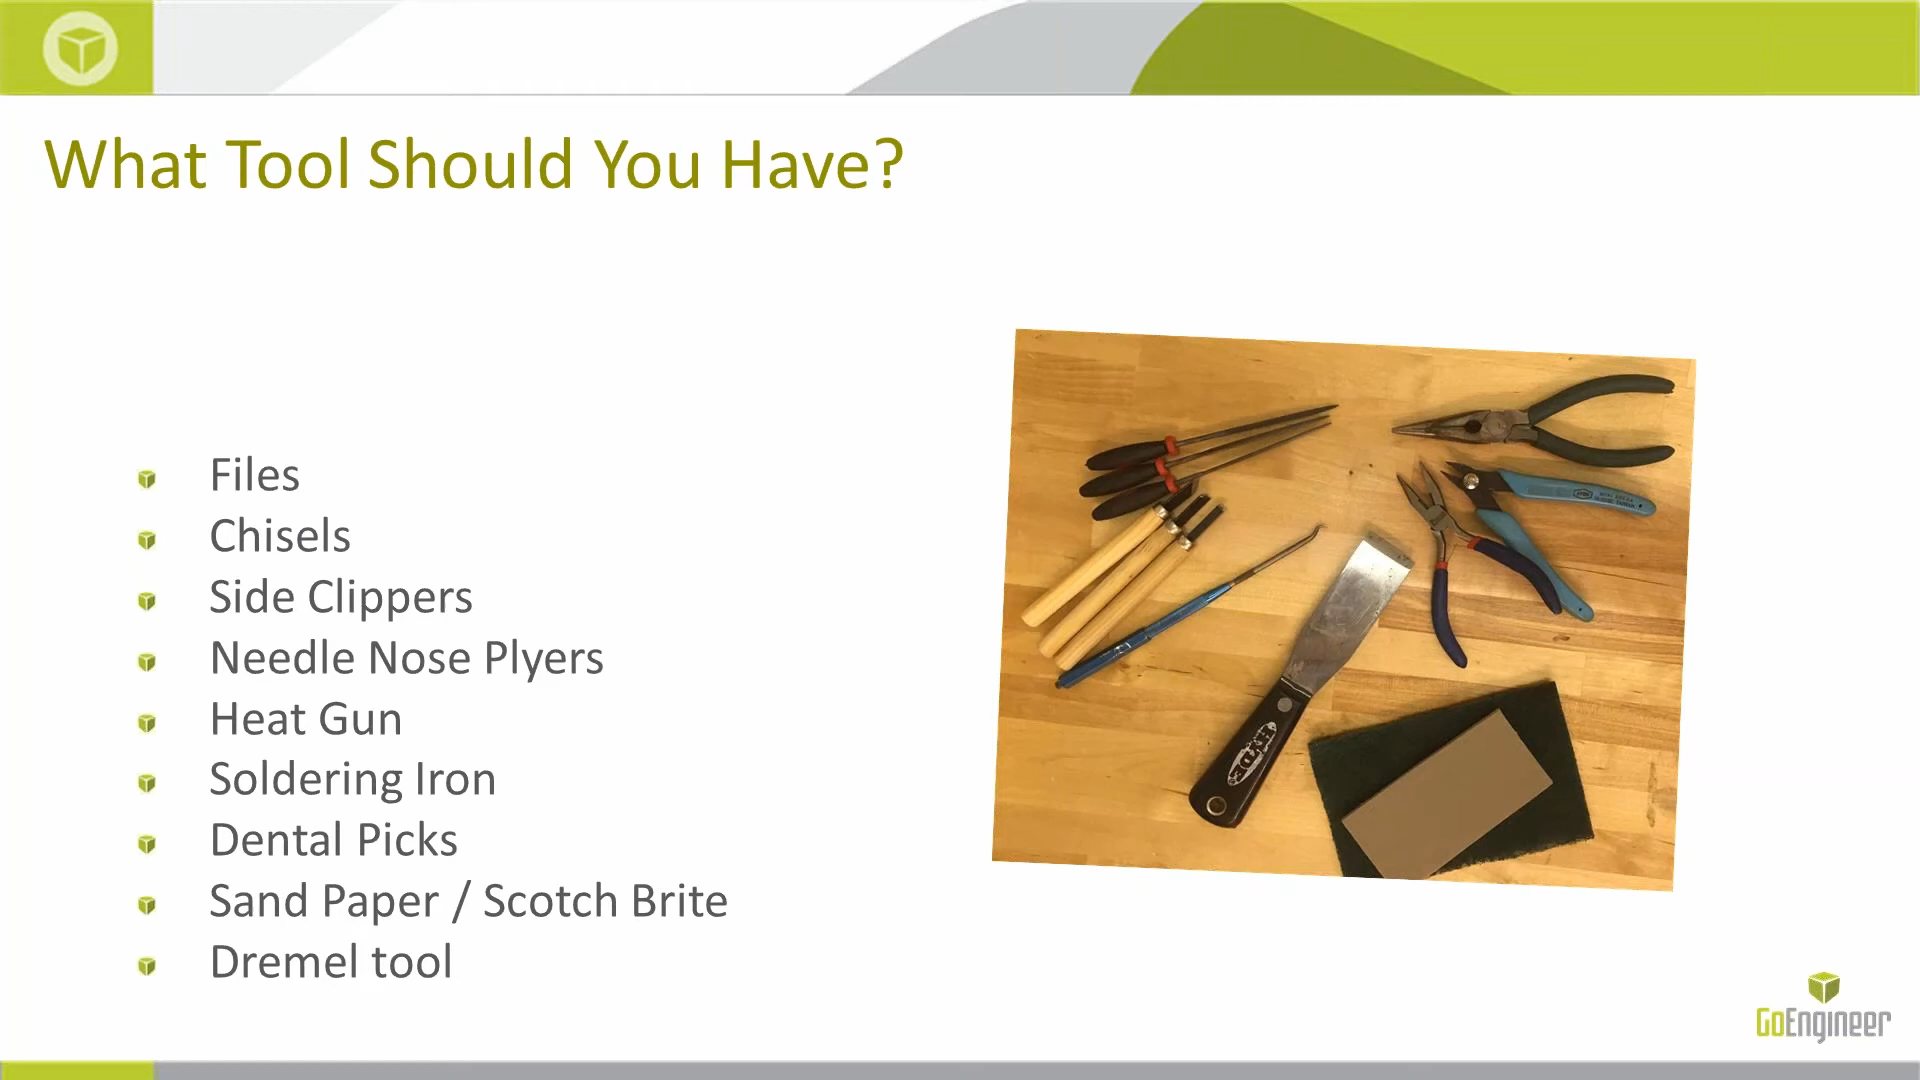 What Tool Should You Have?
Files
Chisels
Side Clippers
Needle Nose Plyers
Heat Gun
Soldering Iron
Dental Picks
Sand Paper / Scotch Brite
Dremel tool
HYDE
GoEngineer